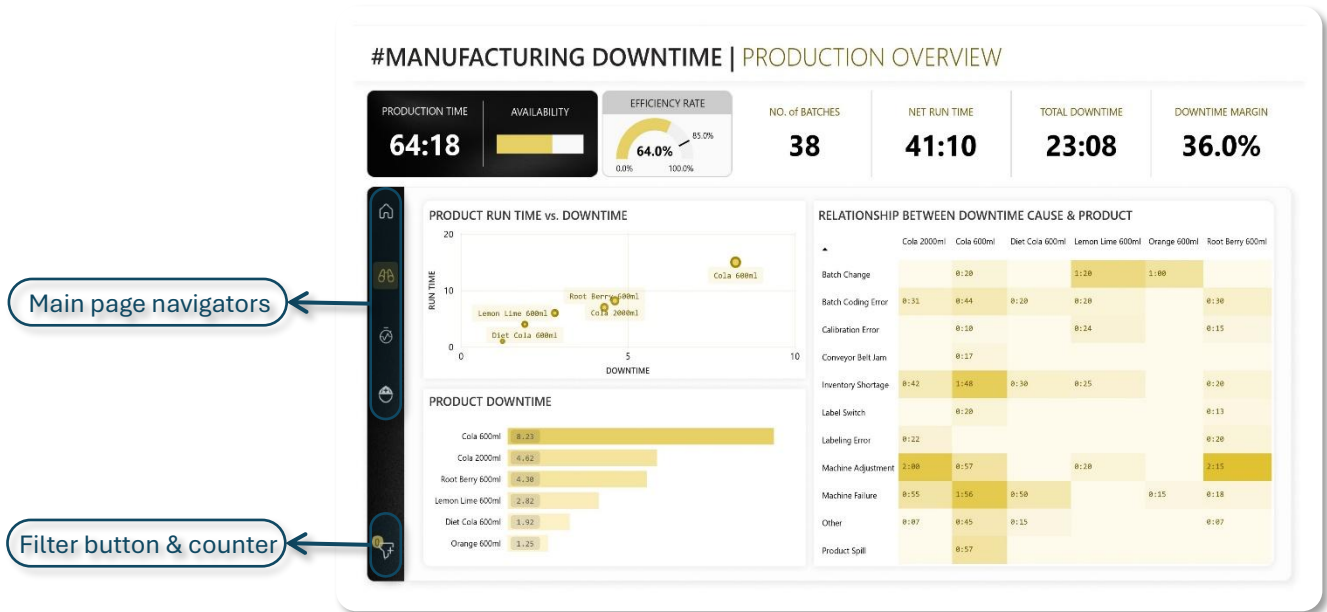 #MANUFACTURING DOWNTIME | PRODUCTION OVERVIEW
PRODUCTION TIME
64:18
AVAILABILITY
EFFICIENCY RATE
85.0%
64.0%
0.0% 100.0%
NO. of BATCHES
38
NET RUN TIME
41:10
TOTAL DOWNTIME
23:08
DOWNTIME MARGIN
36.0%
Main page navigators
Filter button & counter
0
PRODUCT RUN TIME vs. DOWNTIME
20
10
0
RUN TIME
Cola 600ml
Root Berry 600ml
Lemon Lime 600ml
Cola 2000ml
Diet Cola 600ml
0 5 10
DOWNTIME
PRODUCT DOWNTIME
Cola 600ml 8.23
Cola 2000ml 4.62
Root Berry 600ml 4.30
Lemon Lime 600ml 2.82
Diet Cola 600ml 1.92
Orange 600ml 1.25
RELATIONSHIP BETWEEN DOWNTIME CAUSE & PRODUCT
Cola 2000ml Cola 600ml Diet Cola 600ml Lemon Lime 600ml Orange 600ml Root Berry 600ml
Batch Change 0:20 1:20 1:00
Batch Coding Error 0:31 0:44 0:20 0:20 0:30
Calibration Error 0:10 0:24 0:15
Conveyor Belt Jam 0:17
Inventory Shortage 0:42 1:48 0:30 0:25 0:20
Label Switch 0:20 0:13
Labeling Error 0:22 0:20
Machine Adjustment 2:00 0:57 0:20 2:15
Machine Failure 0:55 1:56 0:50 0:15 0:18
Other 0:07 0:45 0:15 0:07
Product Spill 0:57